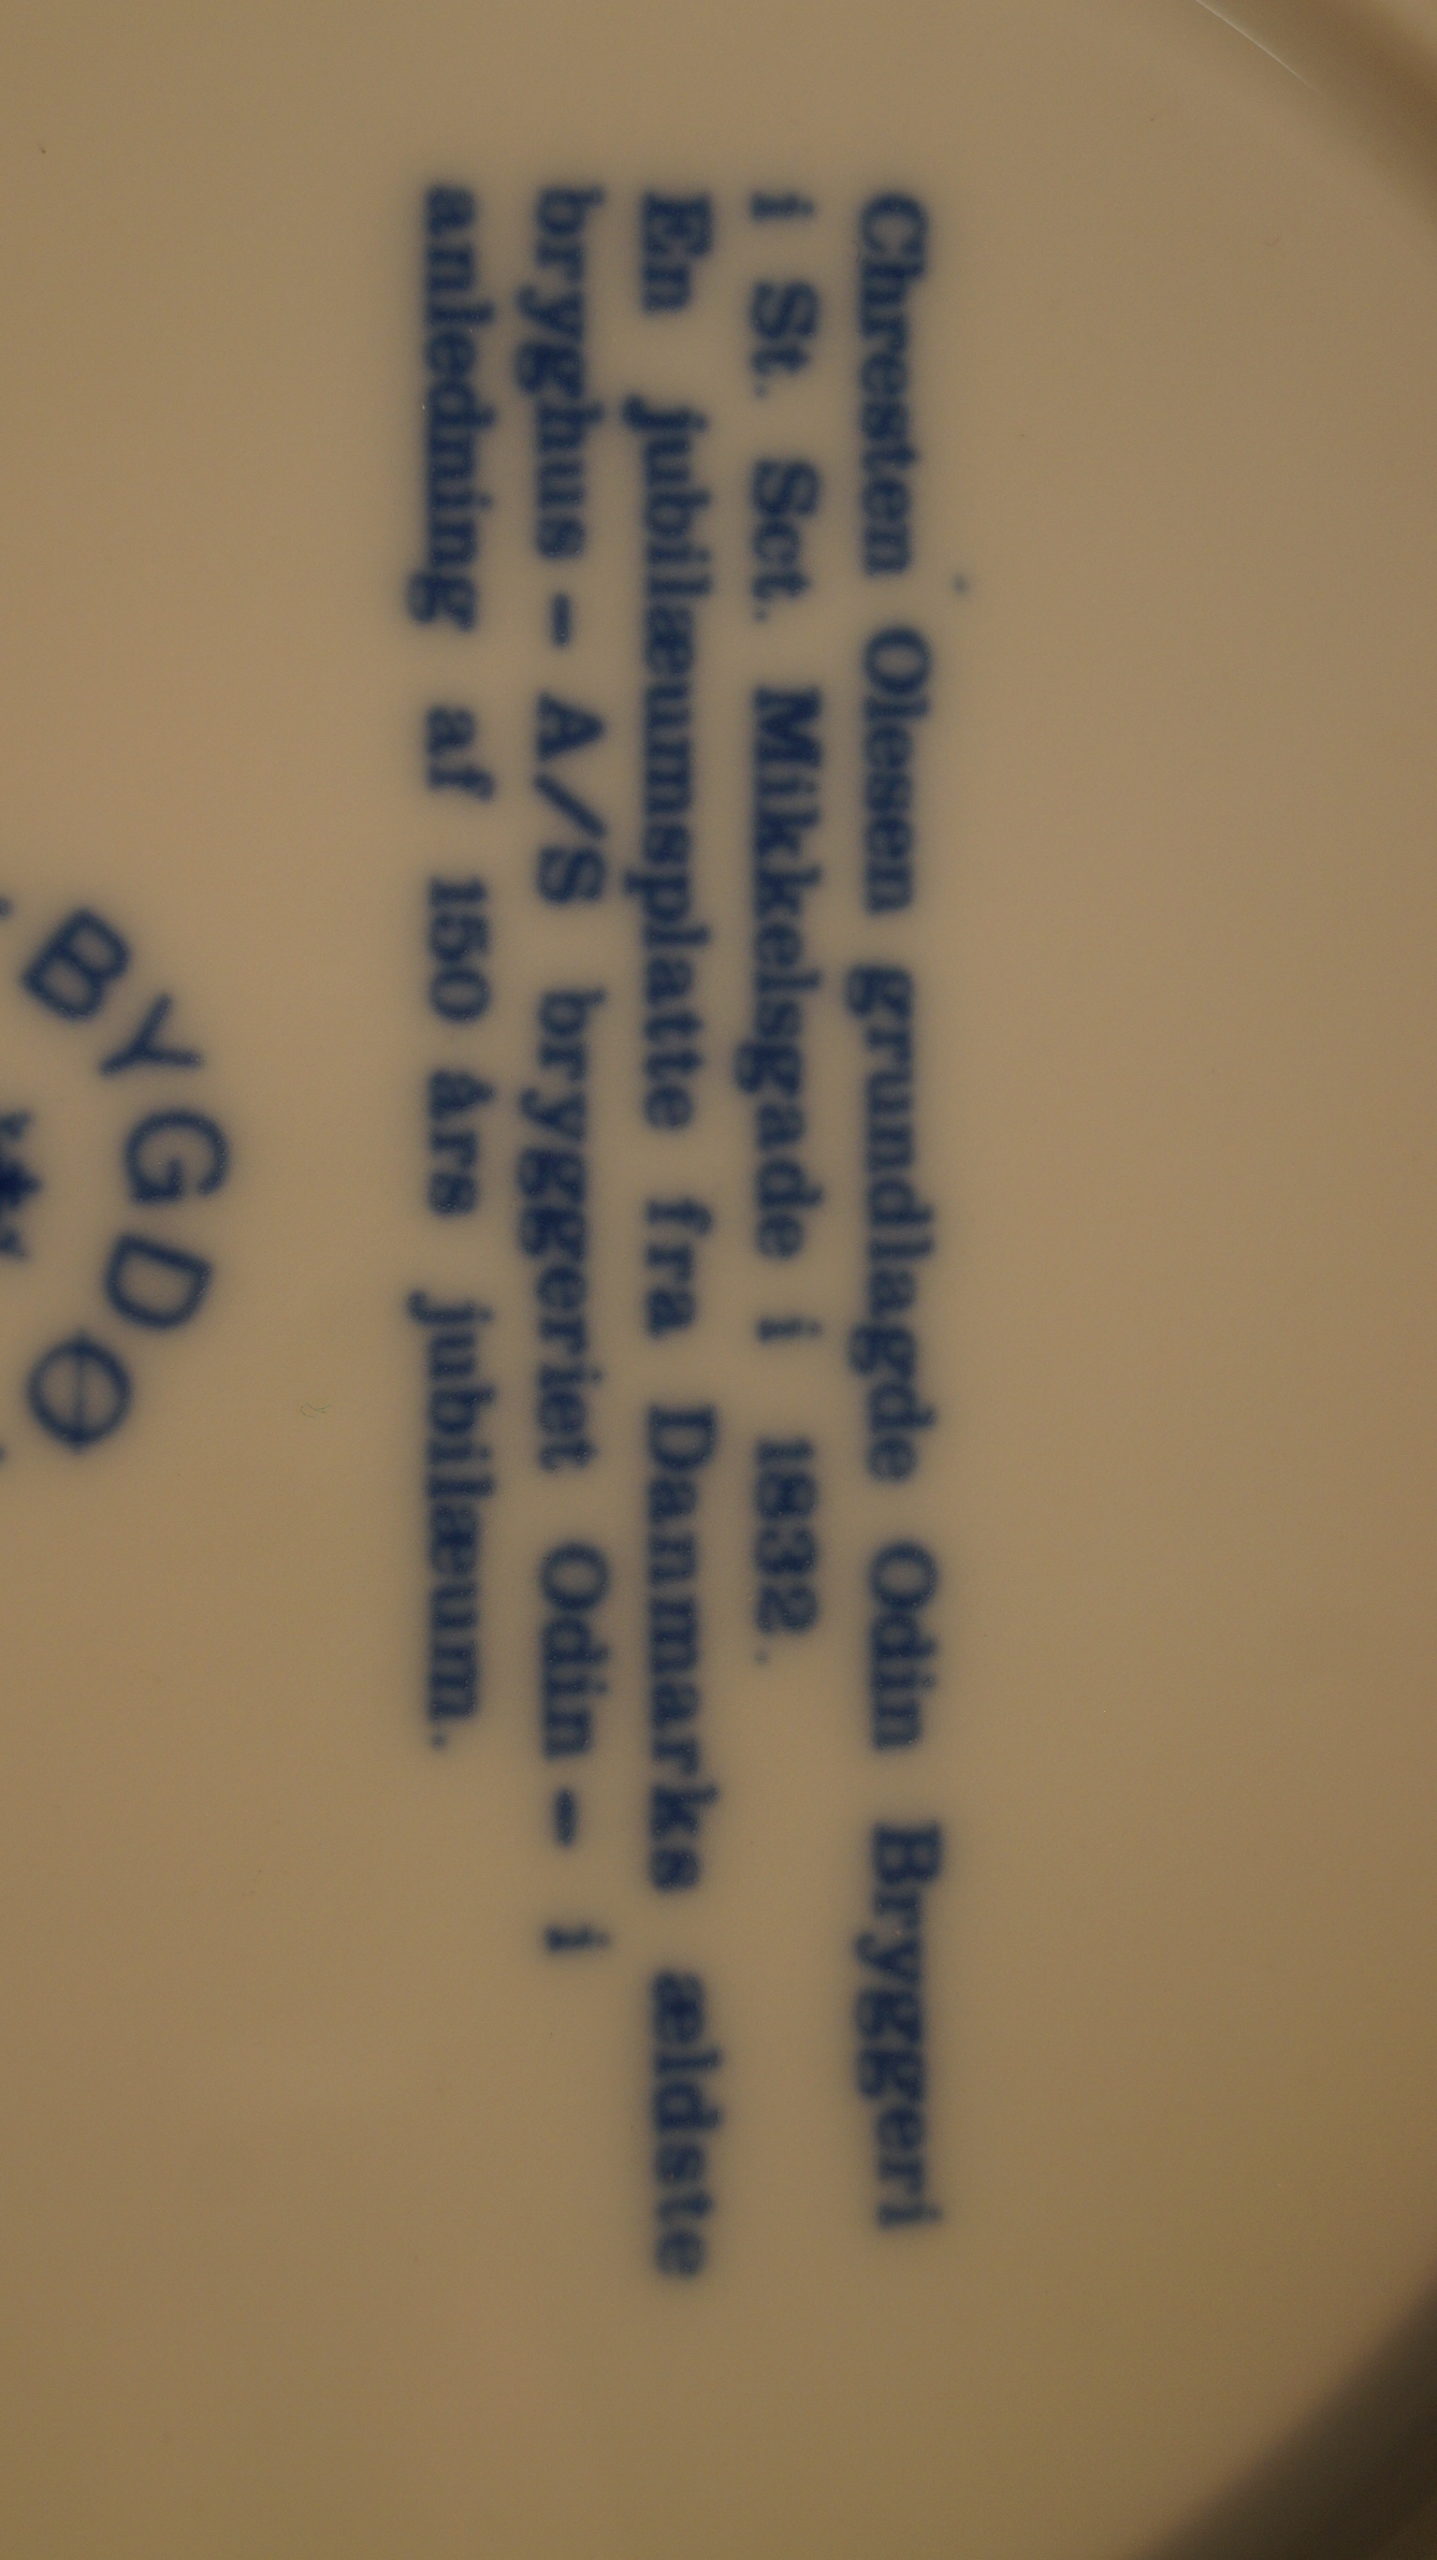 Chresten Olesen grundlagde Odin Bryggeri
i St. Sct. Mikkelsgade i 1832.
En jubilæumsplatte fra Danmarks ældste
bryghus - A/S bryggeriet Odin - i
anledning af 150 års jubilæum.
BYGDØ